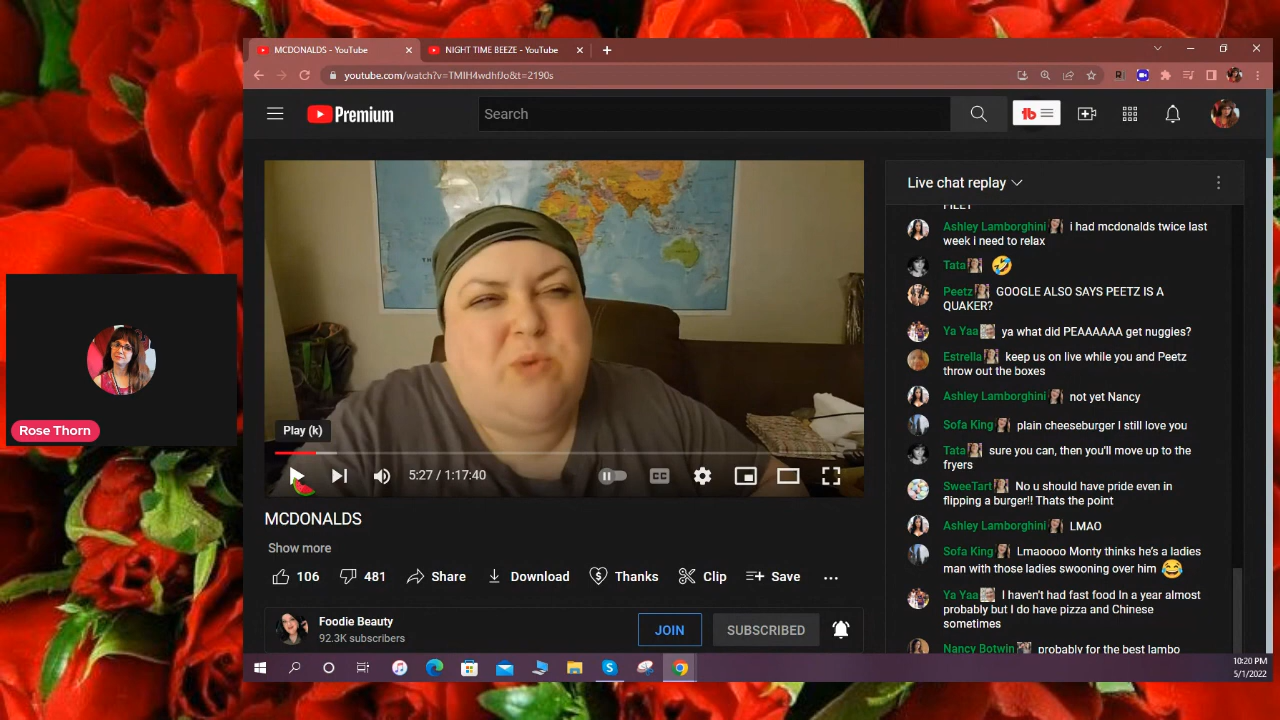 MCDONALDS - YouTube
NIGHT TIME BEEZE - YouTube
youtube.com/watch?v=TMIH4wdhfJo&t=2190s
Premium
Search
tb
Live chat replay
Ashley Lamborghini i had mcdonalds twice last
week i need to relax
Tata
Peetz GOOGLE ALSO SAYS PEETZ IS A
QUAKER?
Ya Yaa ya what did PEAAAAAA get nuggies?
Estrella keep us on live while you and Peetz
throw out the boxes
Ashley Lamborghini not yet Nancy
Sofa King plain cheeseburger I still love you
Tata sure you can, then you'll move up to the
fryers
SweeTart No u should have pride even in
flipping a burger!! Thats the point
Ashley Lamborghini LMAO
Sofa King Lmaoooo Monty thinks he's a ladies
man with those ladies swooning over him
Ya Yaa I haven't had fast food In a year almost
probably but I do have pizza and Chinese
sometimes
Nancy Botwin probably for the best lambo
Play (k)
5:27 / 1:17:40
CC
MCDONALDS
Show more
106
481
Share
Download
Thanks
Clip
Save
Foodie Beauty
92.3K subscribers
JOIN
SUBSCRIBED
Rose Thorn
10:20 PM
5/1/2022